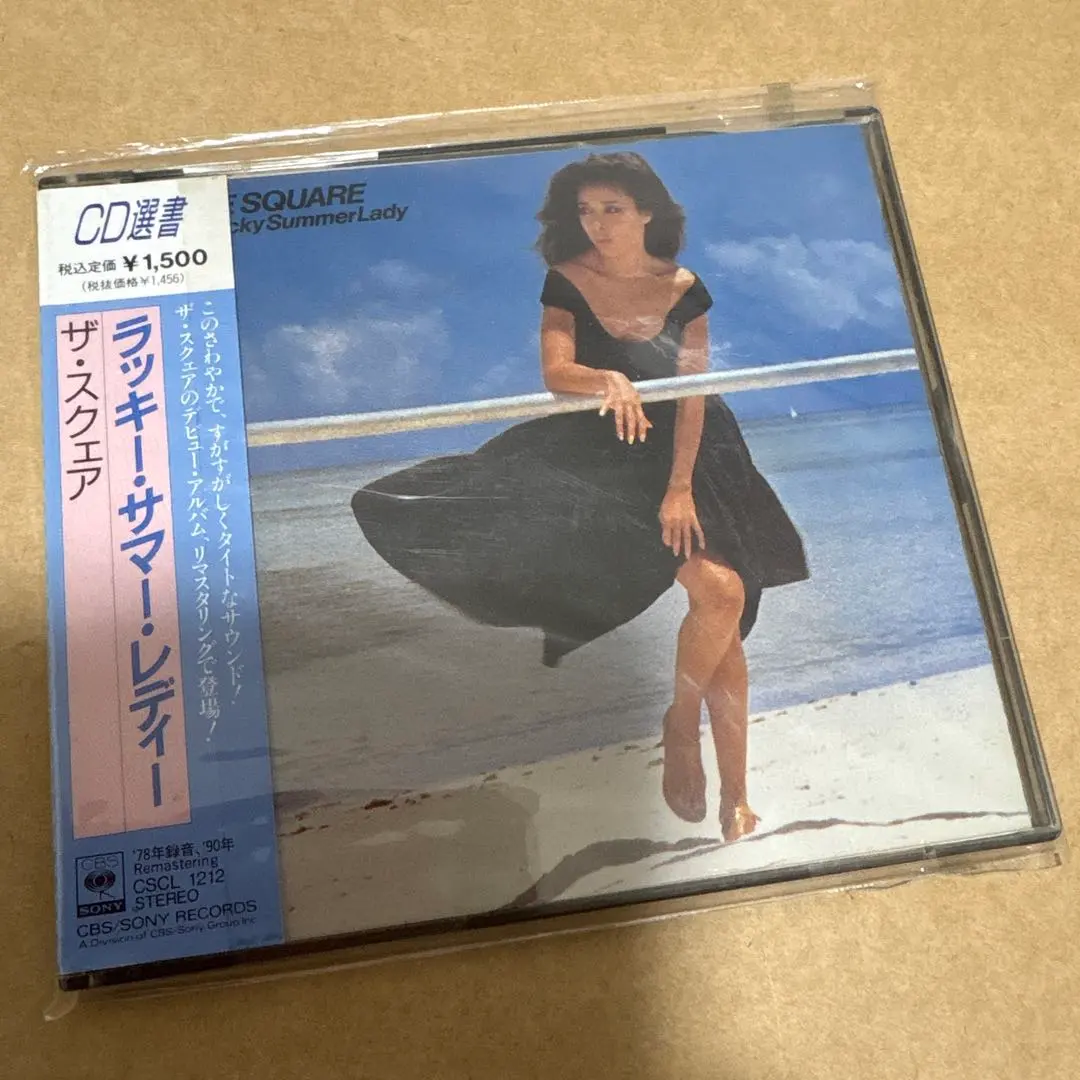 CD選書
税込定価 ¥1,500
(税抜価格¥1,456)
このさわやかで、すがすがしくタイトなサウンド!
ザ・スクェアのデビュー・アルバム、リマスタリングで登場!
ラッキー・サマー・レディー
ザ・スクェア
E SQUARE
cky Summer Lady
CBS
SONY
'78年録音、'90年
Remastering
CSCL 1212
STEREO
CBS/SONY RECORDS
A Division of CBS/Sony Group Inc